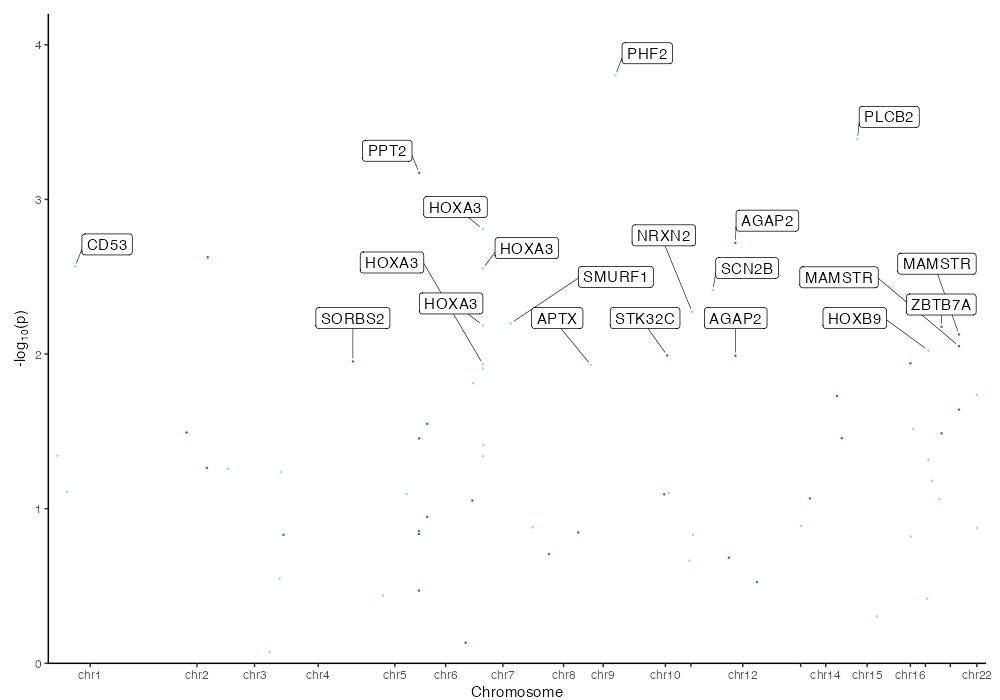 4
PHF2
PLCB2
PPT2
3
HOXA3
AGAP2
NRXN2
CD53
HOXA3
HOXA3
MAMSTR
SCN2B
SMURF1
MAMSTR
HOXA3
ZBTB7A
SORBS2
APTX
STK32C
AGAP2
HOXB9
-log10(p)
2
1
0
chr1 chr2 chr4 chr5 chr6 chr7 chr8 chr9 chr10 chr12 chr14 chr15 chr16 chr22
Chromosome